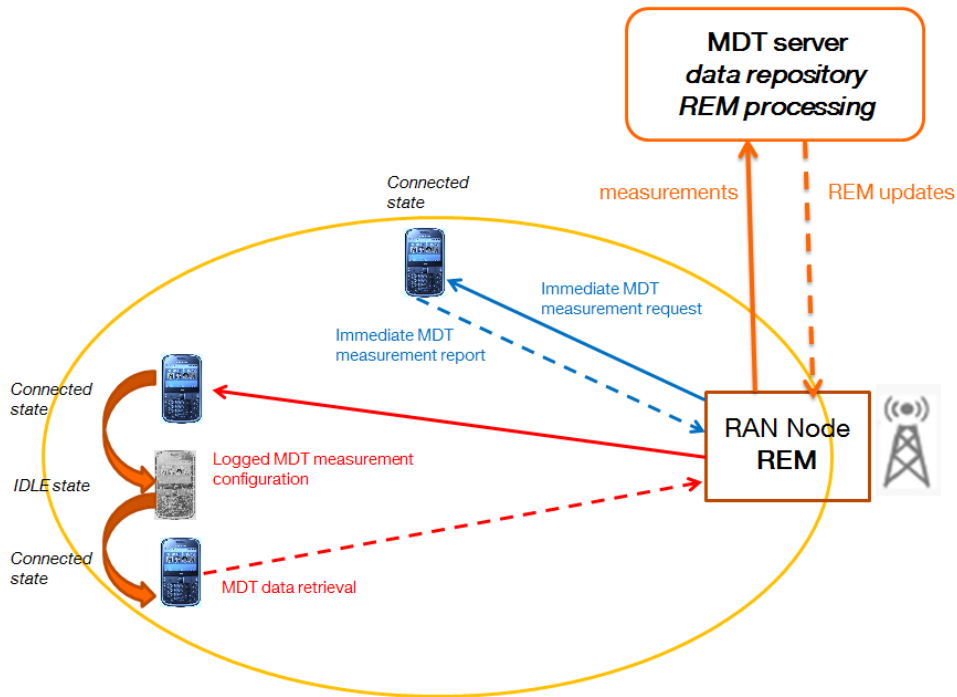 MDT server
data repository
REM processing
measurements
REM updates
Connected
state
Immediate MDT
measurement request
Immediate MDT
measurement report
Connected
state
RAN Node
REM
Logged MDT measurement
configuration
IDLE state
Connected
state
MDT data retrieval